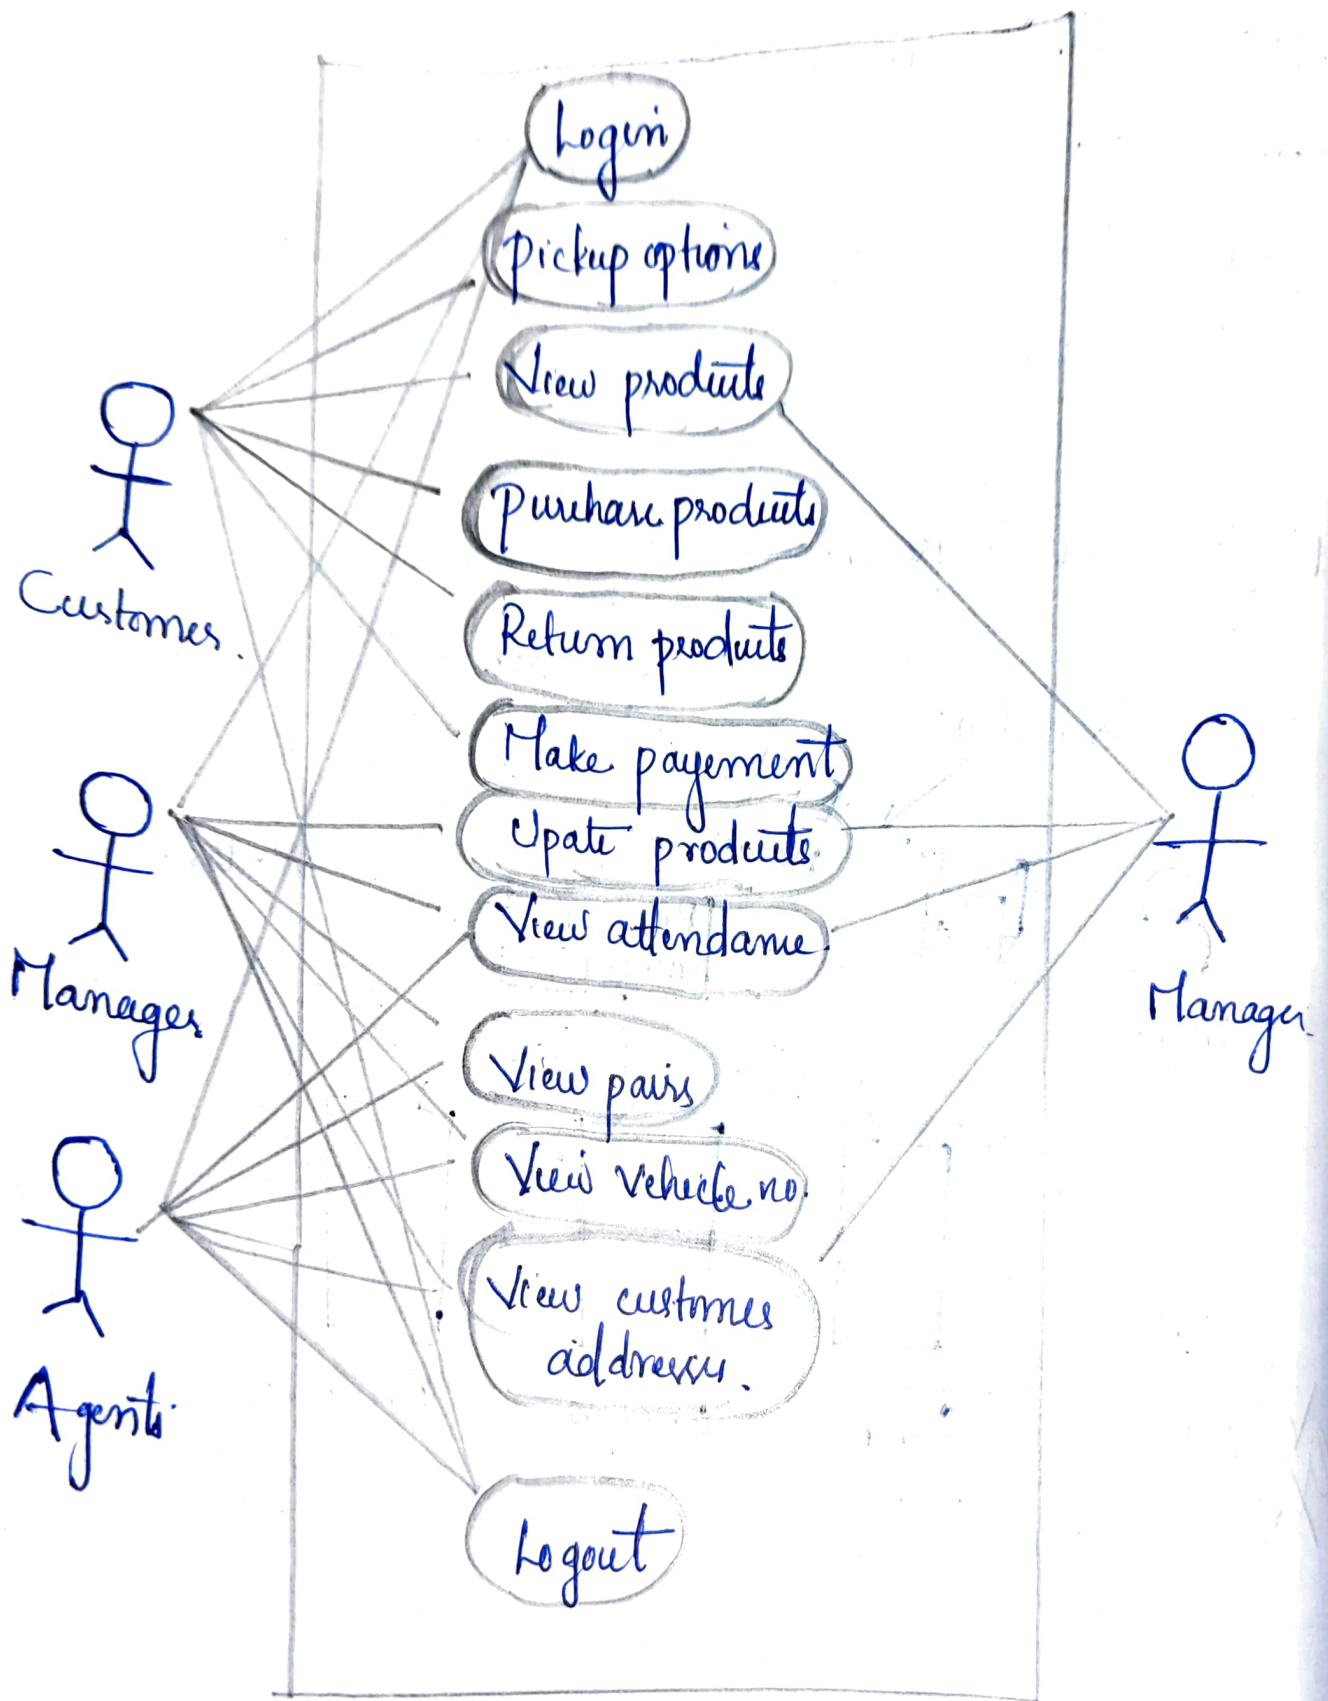 Login
Pickup options
View products
Purchase products
Return products
Make payement
Upate products
View attendance
View pairs
View vehicle no.
View customer
addresses.
Logout
Customer.
Manager
Agents
Manager